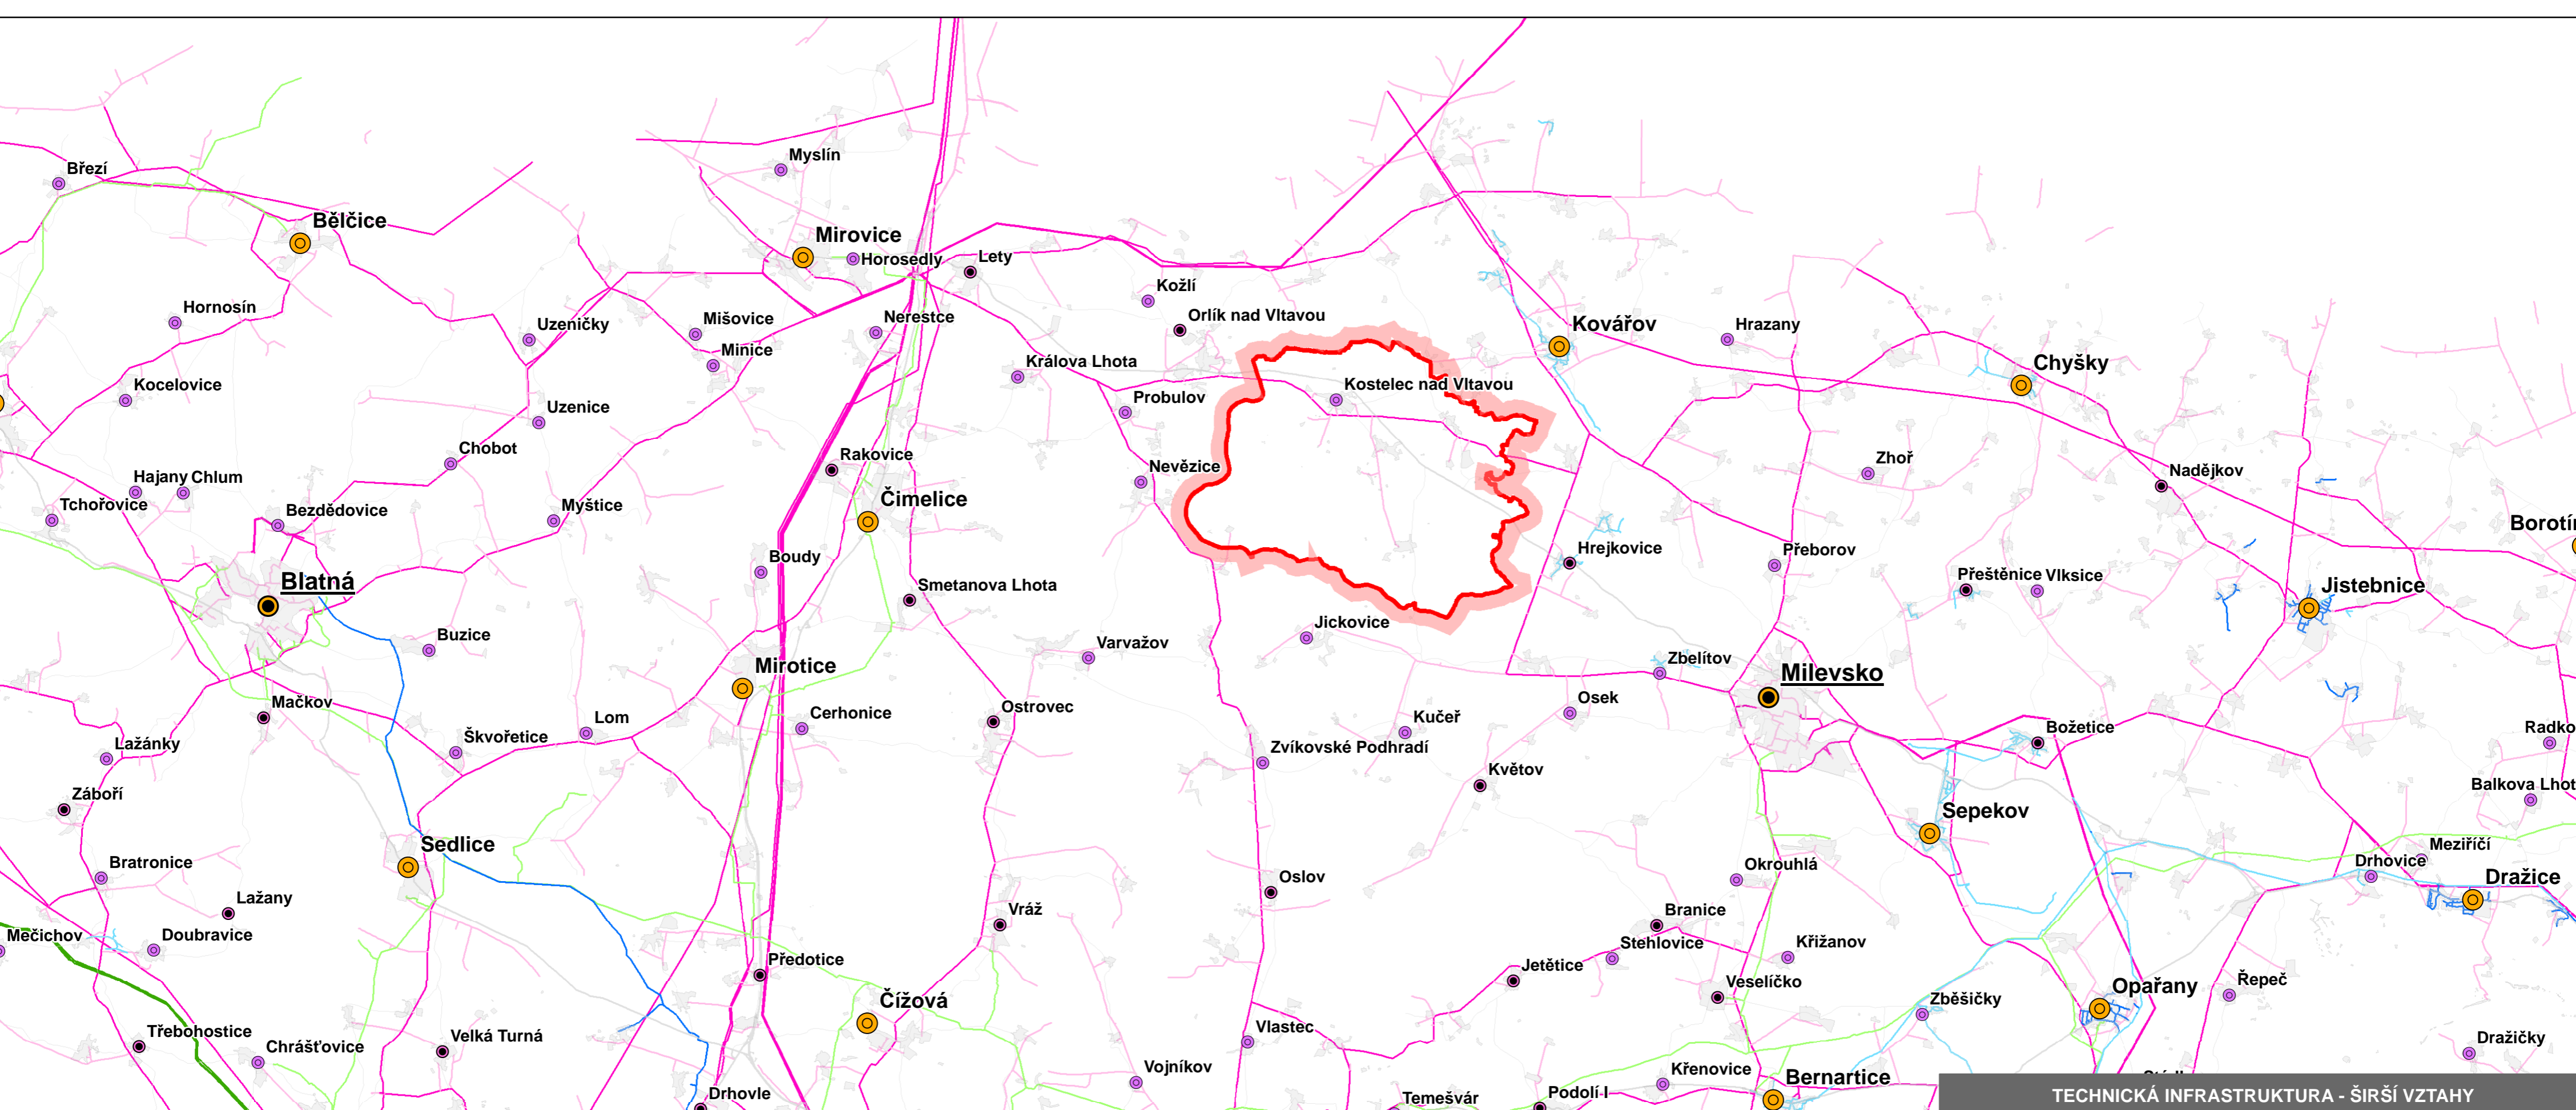 Myslín
Březí
Bělčice
Mirovice
Horosedly
Lety
Kožlí
Hornosín
Orlík nad Vltavou
Uzeničky
Mišovice
Nerestce
Kovářov
Hrazany
Minice
Králova Lhota
Chyšky
Kocelovice
Kostelec nad Vltavou
Probulov
Uzenice
Chobot
Rakovice
Nevězice
Zhoř
Nadějkov
Hajany
Chlum
Tchořovice
Bezdědovice
Myštice
Čimelice
Boudy
Hrejkovice
Přeborov
Blatná
Smetanova Lhota
Přeštěnice
Vlksice
Jistebnice
Buzice
Jickovice
Varvažov
Mirotice
Zbelítov
Milevsko
Mačkov
Lom
Cerhonice
Ostrovec
Osek
Kučeř
Škvořetice
Lažánky
Zvíkovské Podhradí
Božetice
Květov
Záboří
Sepekov
Sedlice
Bratronice
Okrouhlá
Meziříčí
Drhovice
Dražice
Oslov
Lažany
Vráž
Branice
Mečichov
Doubravice
Stehlovice
Křižanov
Předotice
Jetětice
Veselíčko
Řepeč
Opařany
Čížová
Zběšičky
Třebohostice
Chrášťovice
Velká Turná
Vlastec
Dražičky
Vojníkov
Křenovice
Bernartice
Drhovle
Temešvár
Podolí I
TECHNICKÁ INFRASTRUKTURA - ŠIRŠÍ VZTAHY